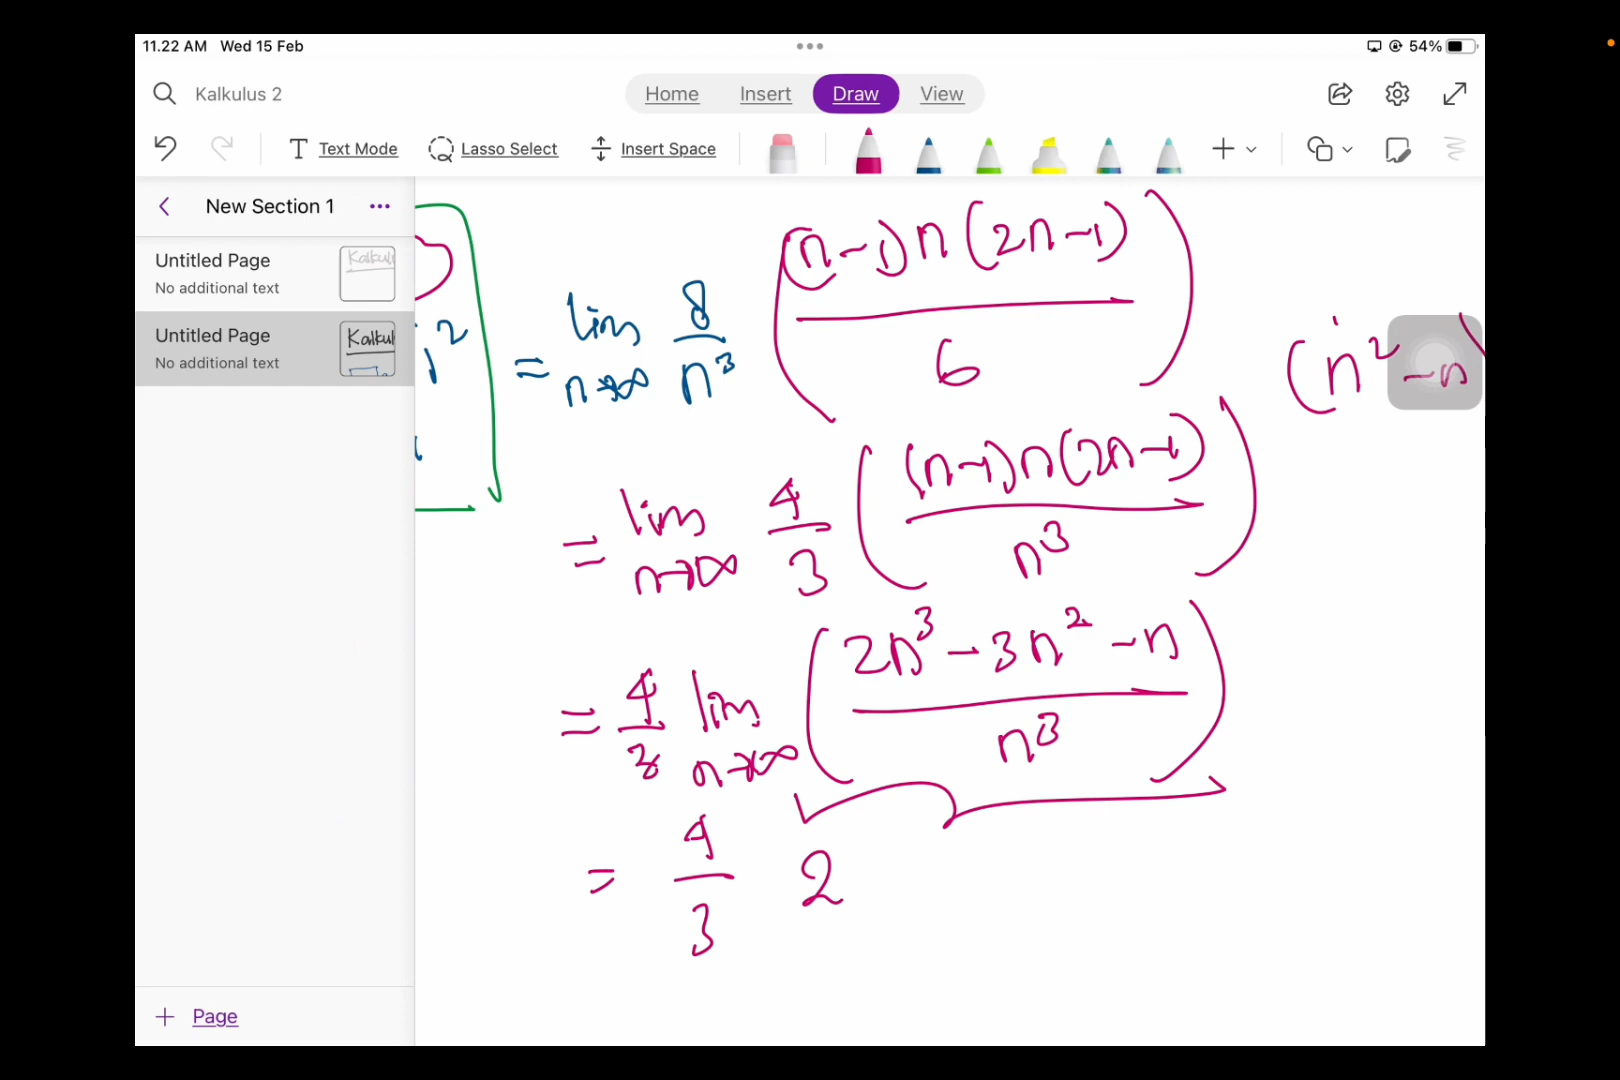 11.22 AM Wed 15 Feb
54%
Kalkulus 2
Home Insert Draw View
Text Mode Lasso Select Insert Space
New Section 1
Untitled Page
No additional text
Kalkul
Untitled Page
No additional text
Kalkul
Page
2
= lim n→∞ 8/n³ ((n-1)n(2n-1)/6)
(n² -n)
= lim n→∞ 4/3 ((n-1)n(2n-1)/n³)
= 4/3 lim n→∞ (2n³ - 3n² - n/n³)
= 4/3 2